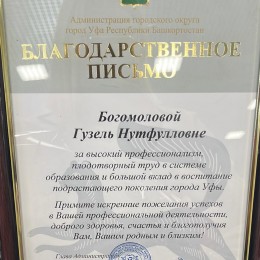 Администрация городского округа
город Уфа Республики Башкортостан
БЛАГОДАРСТВЕННОЕ
ПИСЬМО
Богомоловой
Гузель Нутфулловне
за высокий профессионализм,
плодотворный труд в системе
образования и большой вклад в воспитание
подрастающего поколения города Уфы.
Примите искренние пожелания успехов
в Вашей профессиональной деятельности,
доброго здоровья, счастья и благополучия
Вам, Вашим родным и близким!
Глава Администрации